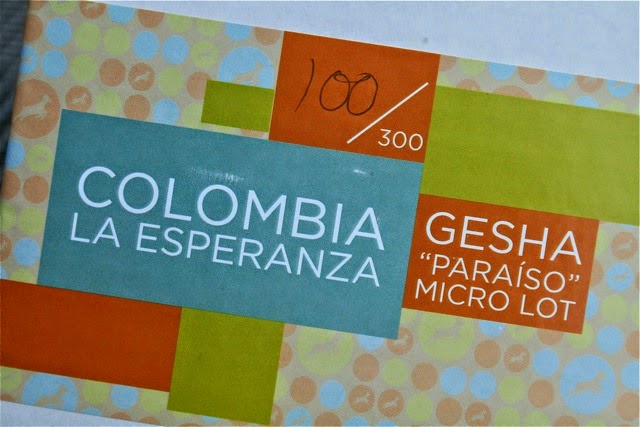 100/300
COLOMBIA
LA ESPERANZA
GESHA
“PARAÍSO”
MICRO LOT